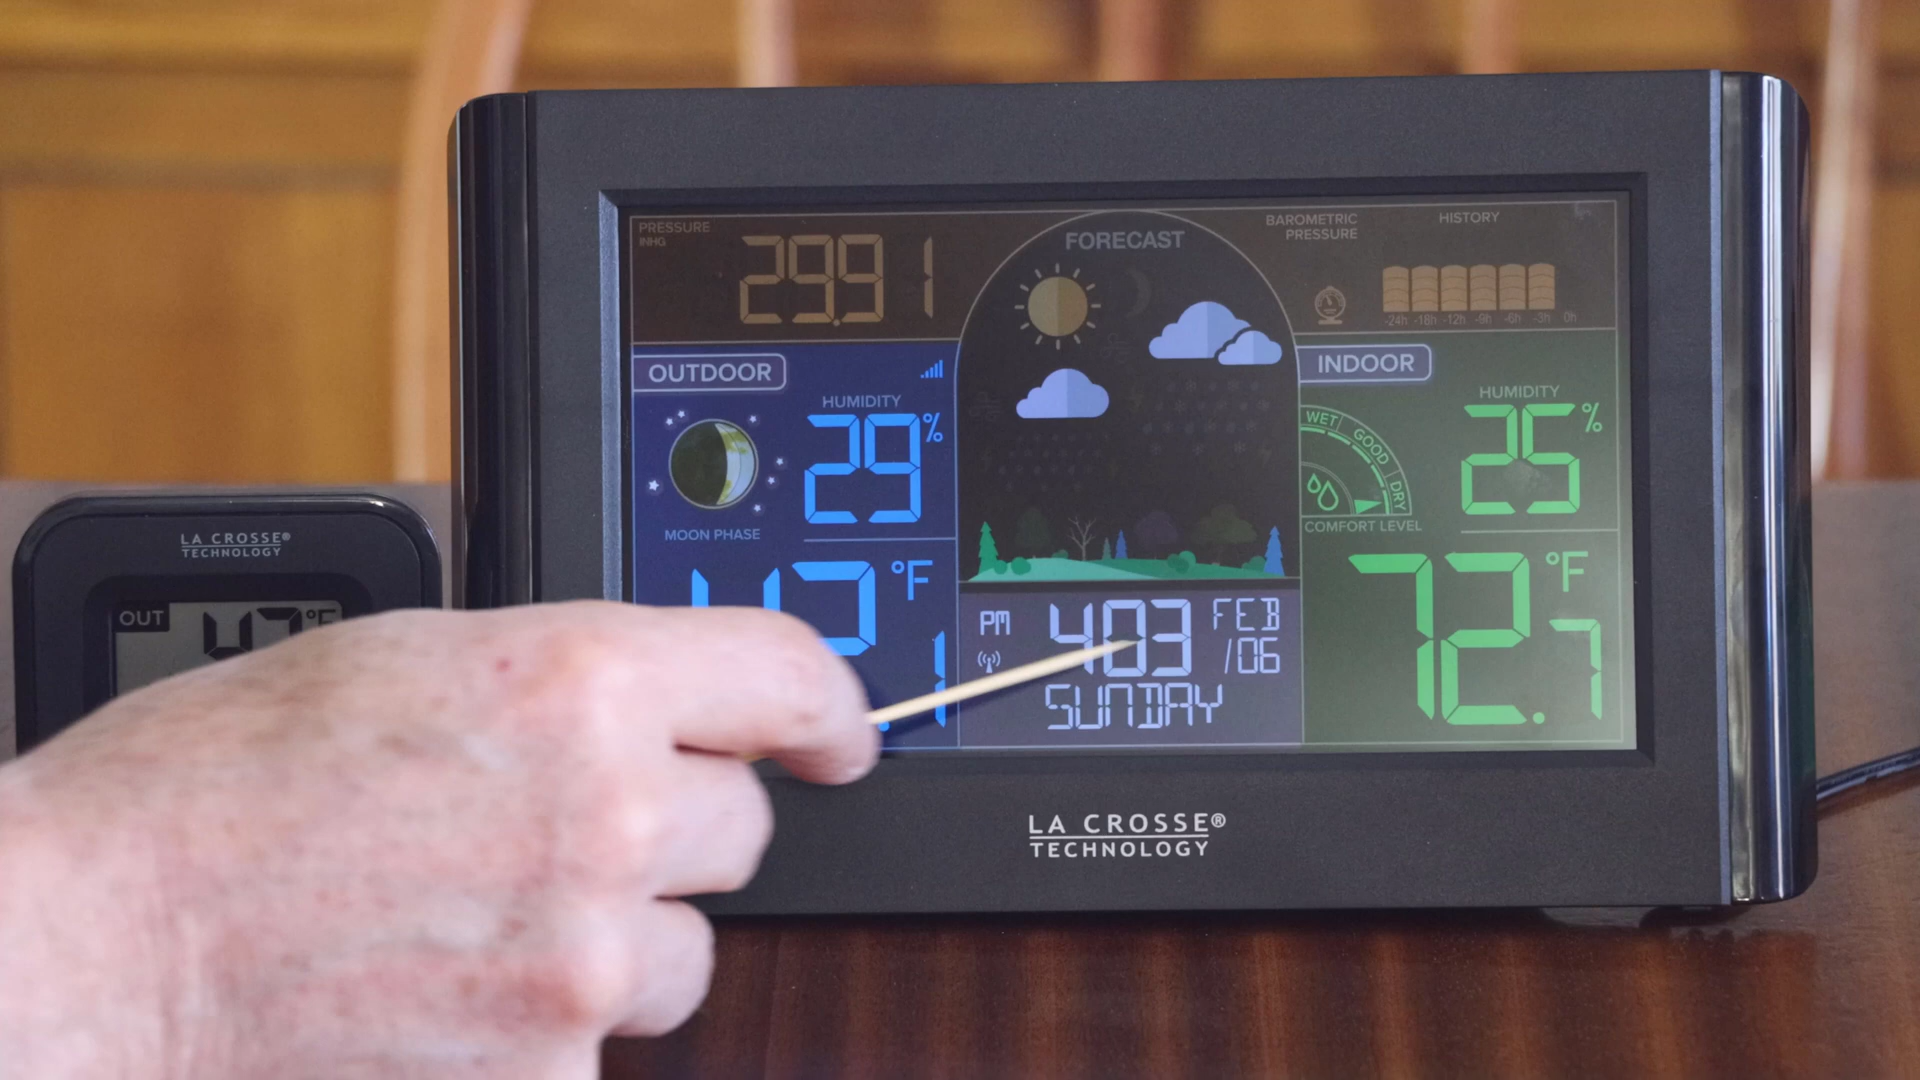 PRESSURE
INHG
29.91
FORECAST
BAROMETRIC
PRESSURE
HISTORY
-24h -18h -12h -9h -6h -3h 0h
OUTDOOR
HUMIDITY
29%
MOON PHASE
°F
INDOOR
HUMIDITY
25%
WET GOOD DRY
COMFORT LEVEL
72.7°F
PM 4 03 FEB
/06
SUNDAY
LA CROSSE®
TECHNOLOGY
LA CROSSE®
TECHNOLOGY
OUT
°F